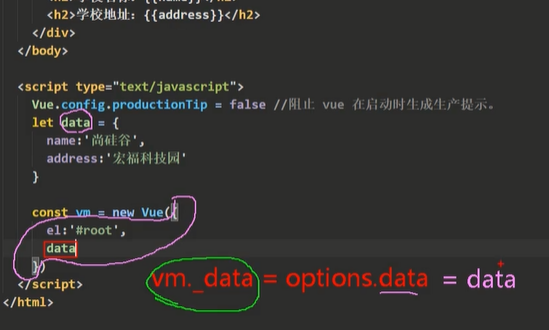 <h2>学校地址：{{address}}</h2>
</div>
</body>
<script type="text/javascript">
Vue.config.productionTip = false //阻止 vue 在启动时生成生产提示。
let data = {
name:'尚硅谷',
address:'宏福科技园'
}
const vm = new Vue({
el:'#root',
data
})
</script>
</html>
vm._data = options.data = data